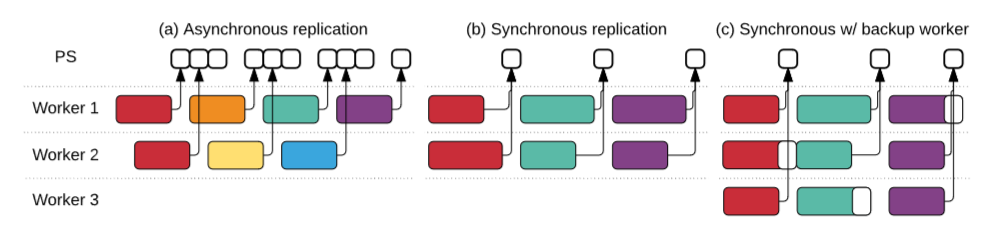 (a) Asynchronous replication
(b) Synchronous replication
(c) Synchronous w/ backup worker
PS
Worker 1
Worker 2
Worker 3